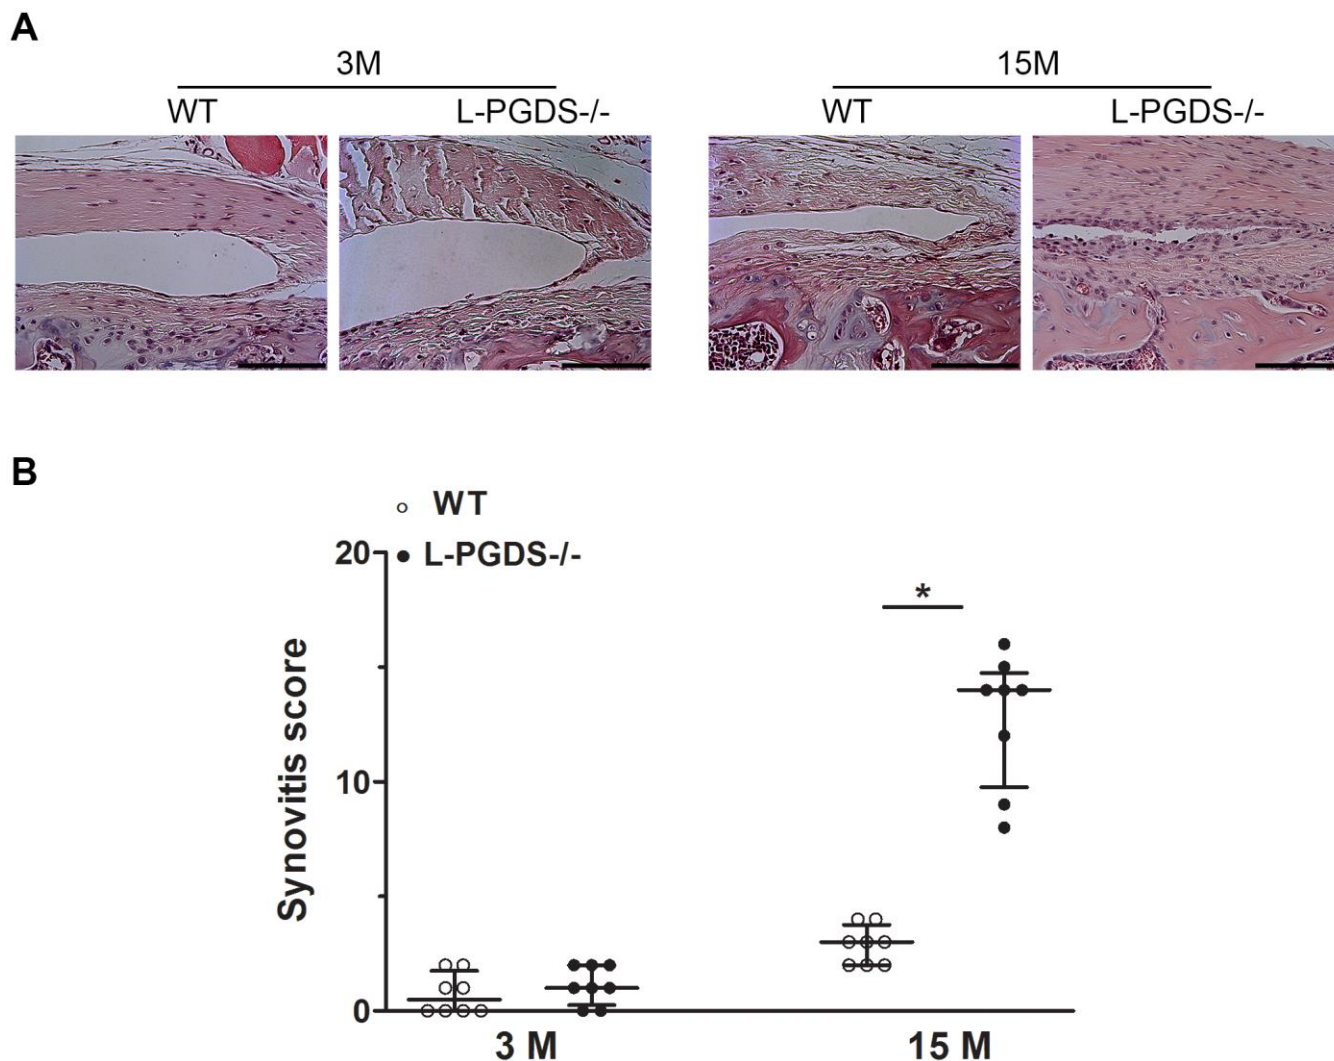 A
3M
15M
WT
L-PGDS-/-
WT
L-PGDS-/-
B
WT
L-PGDS-/-
20
10
0
Synovitis score
*
3 M
15 M